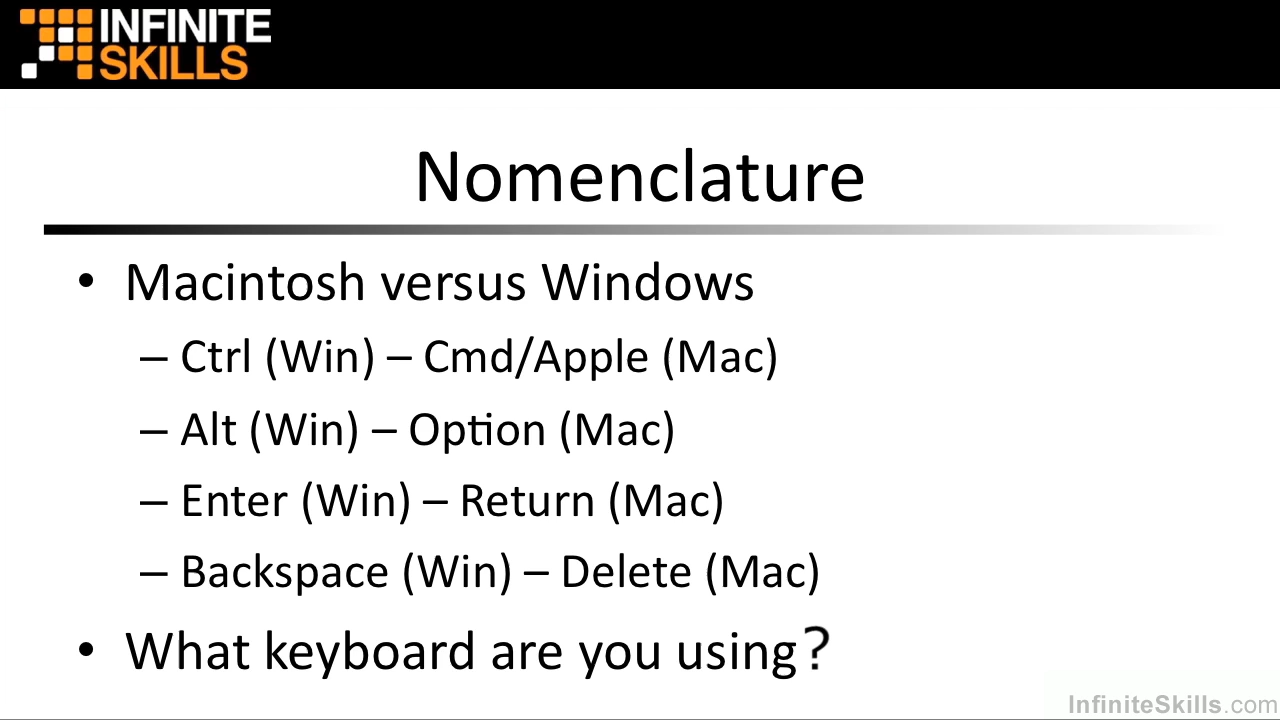 INFINITE
SKILLS
Nomenclature
• Macintosh versus Windows
– Ctrl (Win) – Cmd/Apple (Mac)
– Alt (Win) – Option (Mac)
– Enter (Win) – Return (Mac)
– Backspace (Win) – Delete (Mac)
• What keyboard are you using?
InfiniteSkills.com